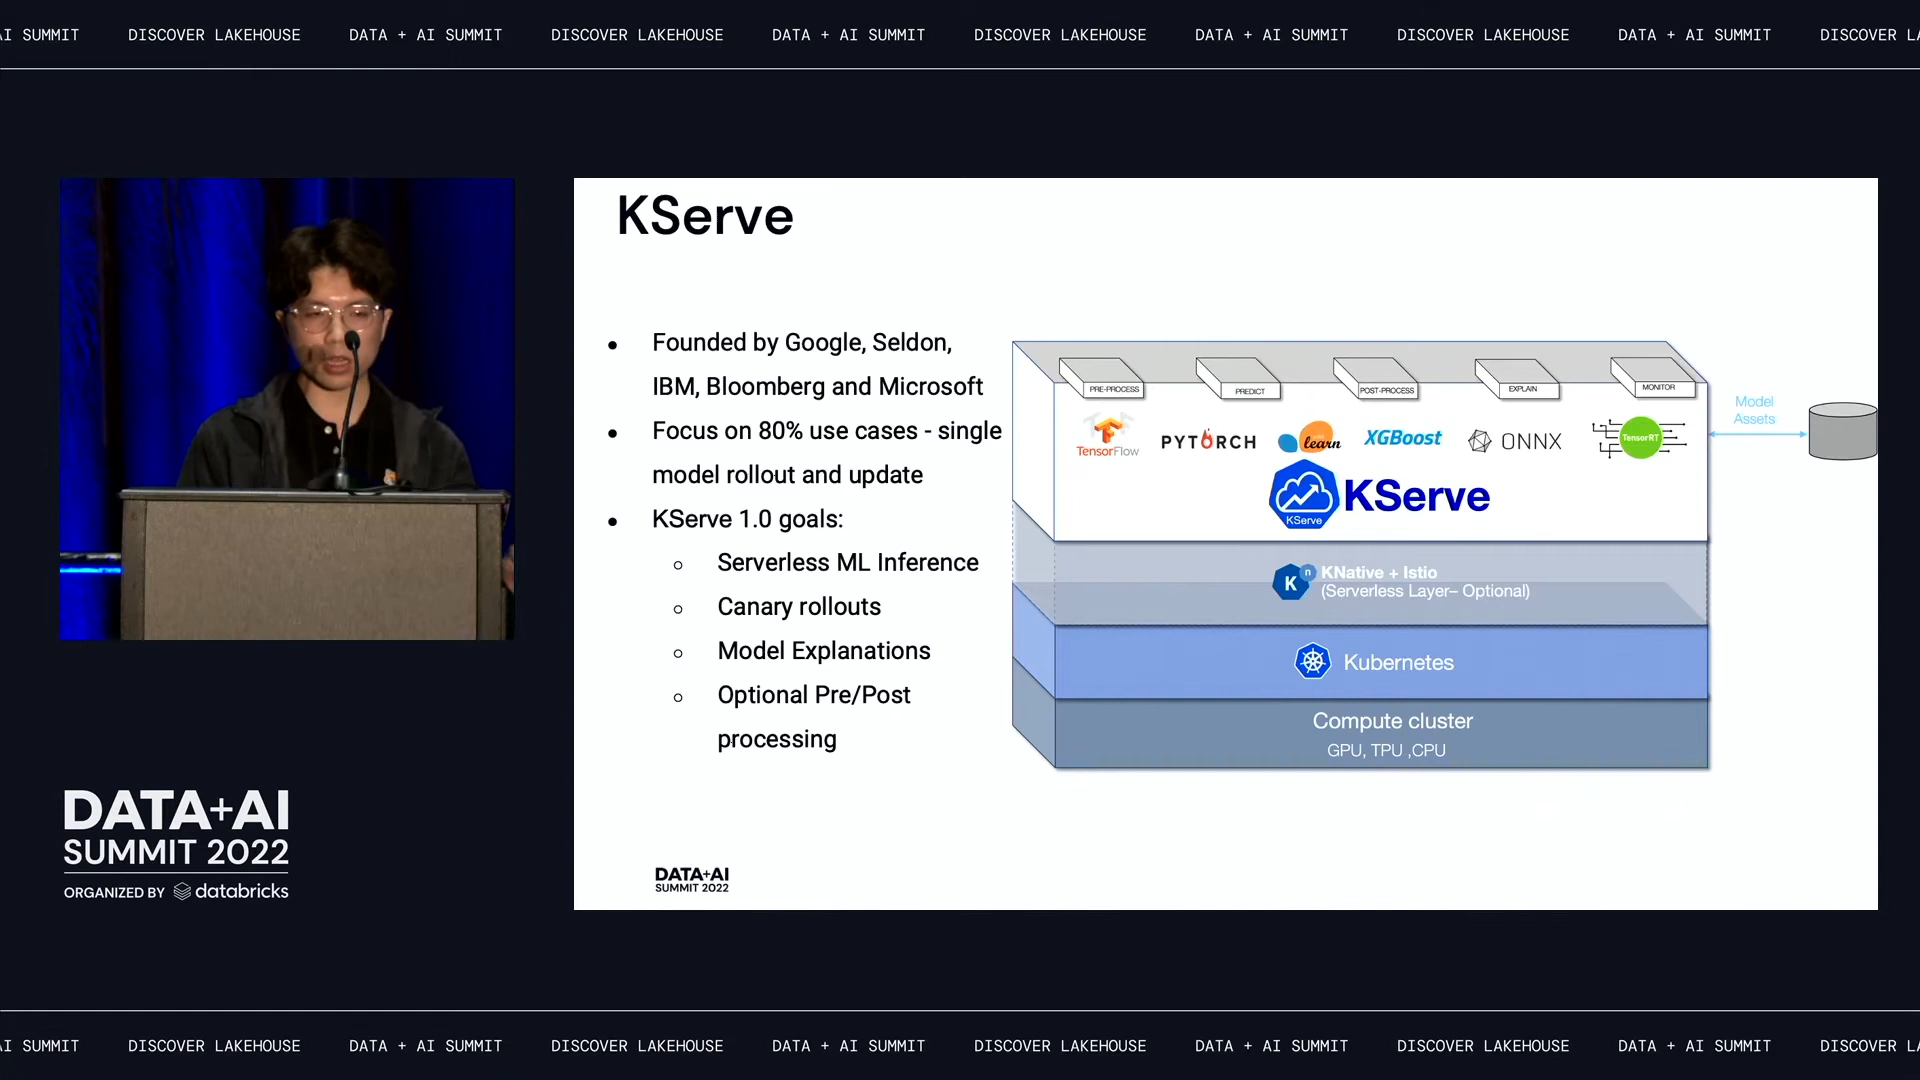 AI SUMMIT DISCOVER LAKEHOUSE DATA + AI SUMMIT DISCOVER LAKEHOUSE DATA + AI SUMMIT DISCOVER LAKEHOUSE DATA + AI SUMMIT DISCOVER LAKEHOUSE DATA + AI SUMMIT DISCOVER LA
KServe
Founded by Google, Seldon,
IBM, Bloomberg and Microsoft
Focus on 80% use cases - single
model rollout and update
KServe 1.0 goals:
Serverless ML Inference
Canary rollouts
Model Explanations
Optional Pre/Post
processing
PRE-PROCESS PREDICT POST-PROCESS EXPLAIN MONITOR
TensorFlow PYTORCH learn XGBoost ONNX TensorRT
KServe KServe
Model
Assets
K n KNative + Istio
(Serverless Layer– Optional)
Kubernetes
Compute cluster
GPU, TPU ,CPU
DATA+AI
SUMMIT 2022
DATA+AI
SUMMIT 2022
ORGANIZED BY databricks
AI SUMMIT DISCOVER LAKEHOUSE DATA + AI SUMMIT DISCOVER LAKEHOUSE DATA + AI SUMMIT DISCOVER LAKEHOUSE DATA + AI SUMMIT DISCOVER LAKEHOUSE DATA + AI SUMMIT DISCOVER LA